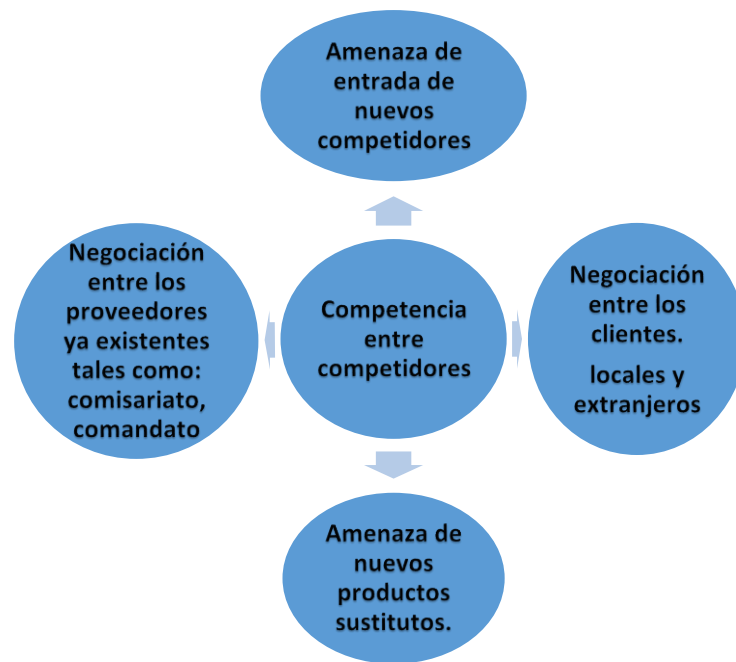 Amenaza de
entrada de
nuevos
competidores
Negociación
entre los
proveedores
ya existentes
tales como:
comisariato,
comandato
Competencia
entre
competidores
Negociación
entre los
clientes.
locales y
extranjeros
Amenaza de
nuevos
productos
sustitutos.